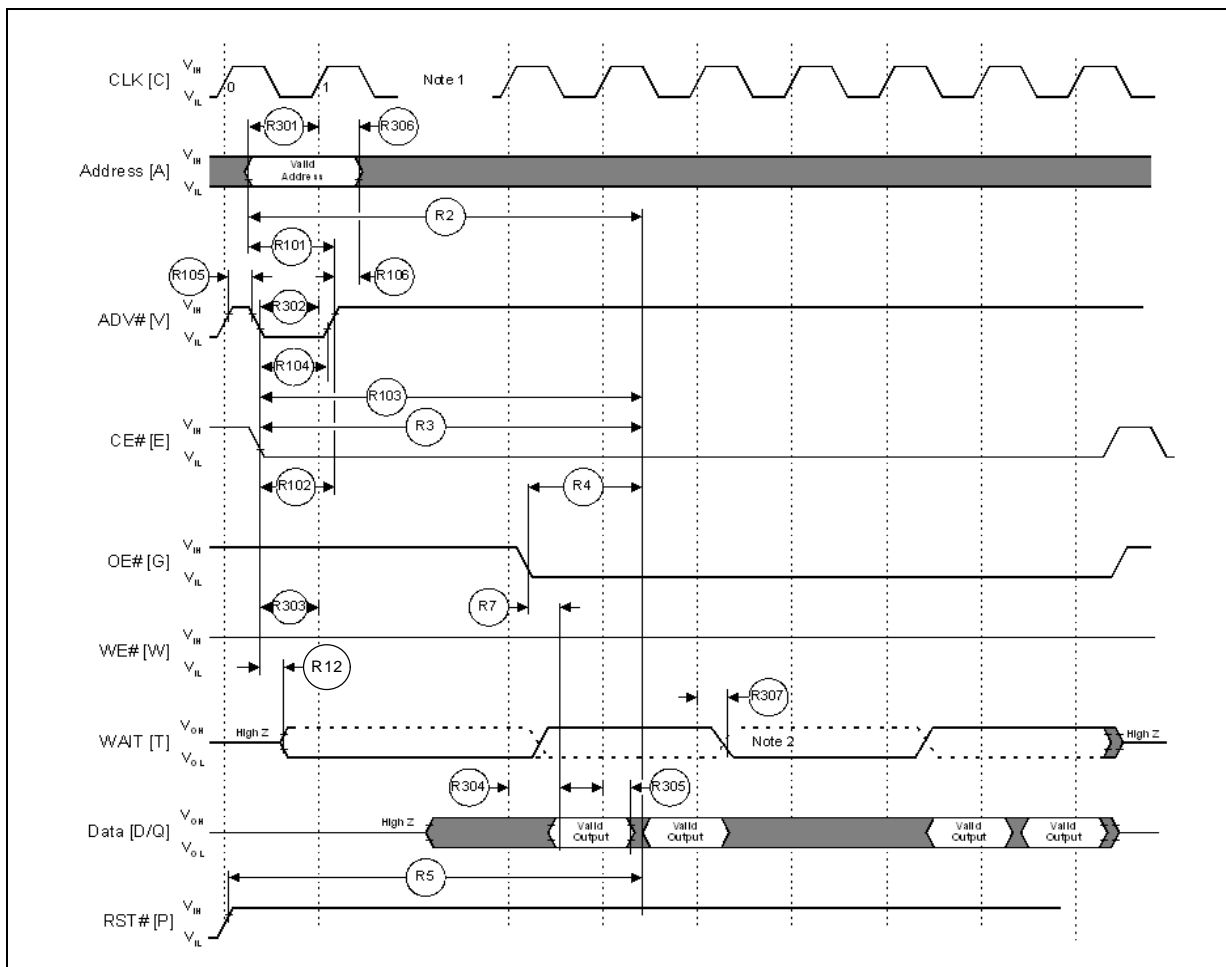 V_IH
CLK [C]
0
1
Note 1
V_IL
R301
R306
V_IH
Address [A]
Valid
Address
V_IL
R2
R101
R105
R106
V_IH
R302
ADV# [V]
V_IL
R104
R103
V_IH
R3
CE# [E]
V_IL
R102
R4
V_IH
OE# [G]
V_IL
R303
R7
V_IH
WE# [W]
V_IL
R12
R307
V_OH
High Z
High Z
WAIT [T]
Note 2
V_OL
R304
R305
V_OH
High Z
Data [D/Q]
Valid
Output
Valid
Output
Valid
Output
Valid
Output
V_OL
R5
V_IH
RST# [P]
V_IL